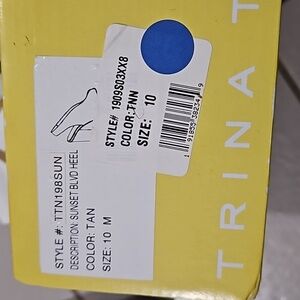 STYLE #: TTN198SUN
DESCRIPTION: SUNSET BLVD HEEL
COLOR: TAN
SIZE: 10 M
STYLE# 1909S03XX8
COLOR:TNN
SIZE: 10
TRINA T